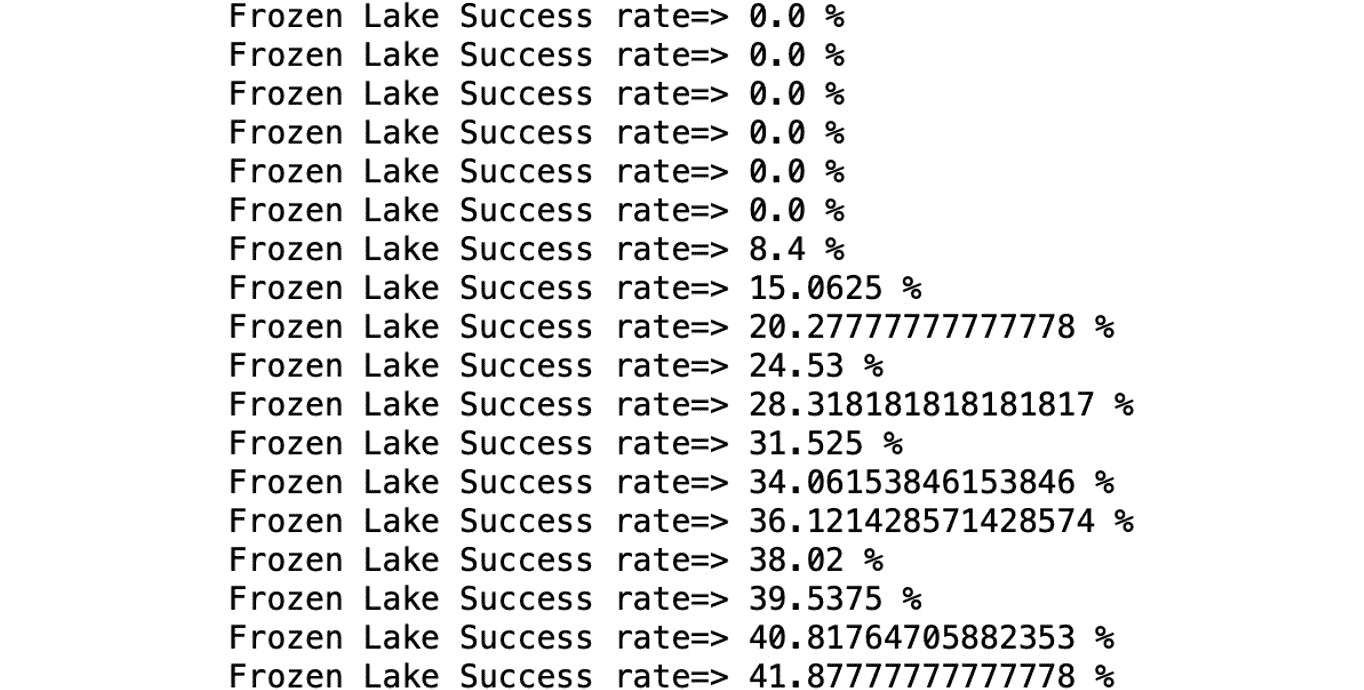 Frozen Lake Success rate=> 0.0 %
Frozen Lake Success rate=> 0.0 %
Frozen Lake Success rate=> 0.0 %
Frozen Lake Success rate=> 0.0 %
Frozen Lake Success rate=> 0.0 %
Frozen Lake Success rate=> 0.0 %
Frozen Lake Success rate=> 8.4 %
Frozen Lake Success rate=> 15.0625 %
Frozen Lake Success rate=> 20.27777777777778 %
Frozen Lake Success rate=> 24.53 %
Frozen Lake Success rate=> 28.318181818181817 %
Frozen Lake Success rate=> 31.525 %
Frozen Lake Success rate=> 34.06153846153846 %
Frozen Lake Success rate=> 36.121428571428574 %
Frozen Lake Success rate=> 38.02 %
Frozen Lake Success rate=> 39.5375 %
Frozen Lake Success rate=> 40.81764705882353 %
Frozen Lake Success rate=> 41.87777777777778 %